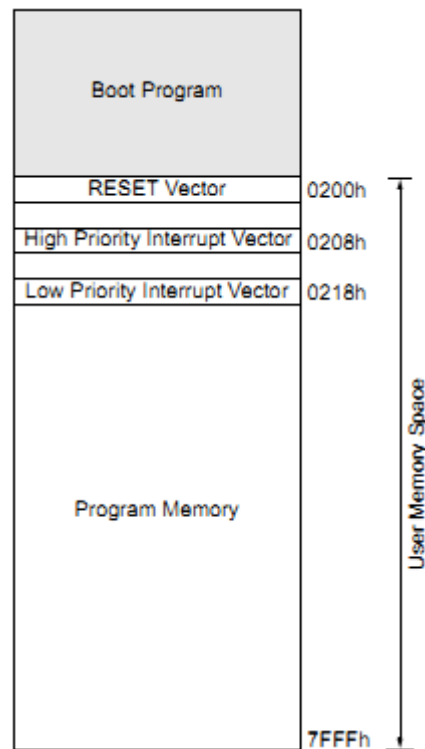 Boot Program
RESET Vector 0200h
High Priority Interrupt Vector 0208h
Low Priority Interrupt Vector 0218h
Program Memory
User Memory Space
7FFFh